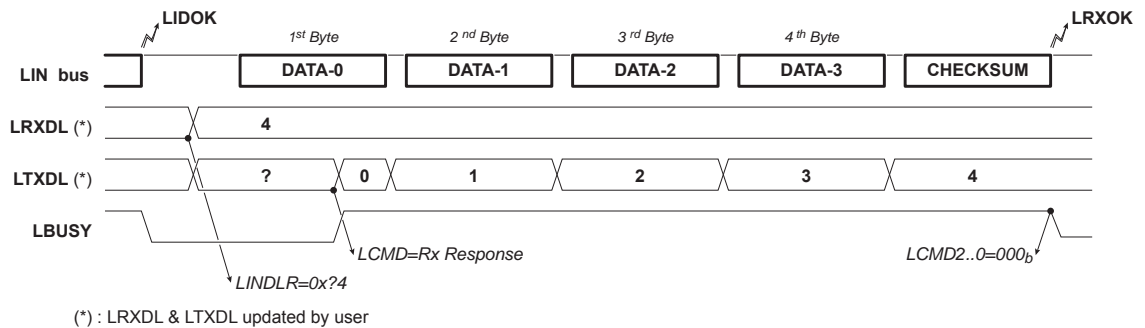 LIDOK
LRXOK
1st Byte 2 nd Byte 3 rd Byte 4 th Byte
LIN bus DATA-0 DATA-1 DATA-2 DATA-3 CHECKSUM
LRXDL (*) 4
LTXDL (*) ? 0 1 2 3 4
LBUSY
LCMD=Rx Response LCMD2..0=000b
LINDLR=0x?4
(*) : LRXDL & LTXDL updated by user